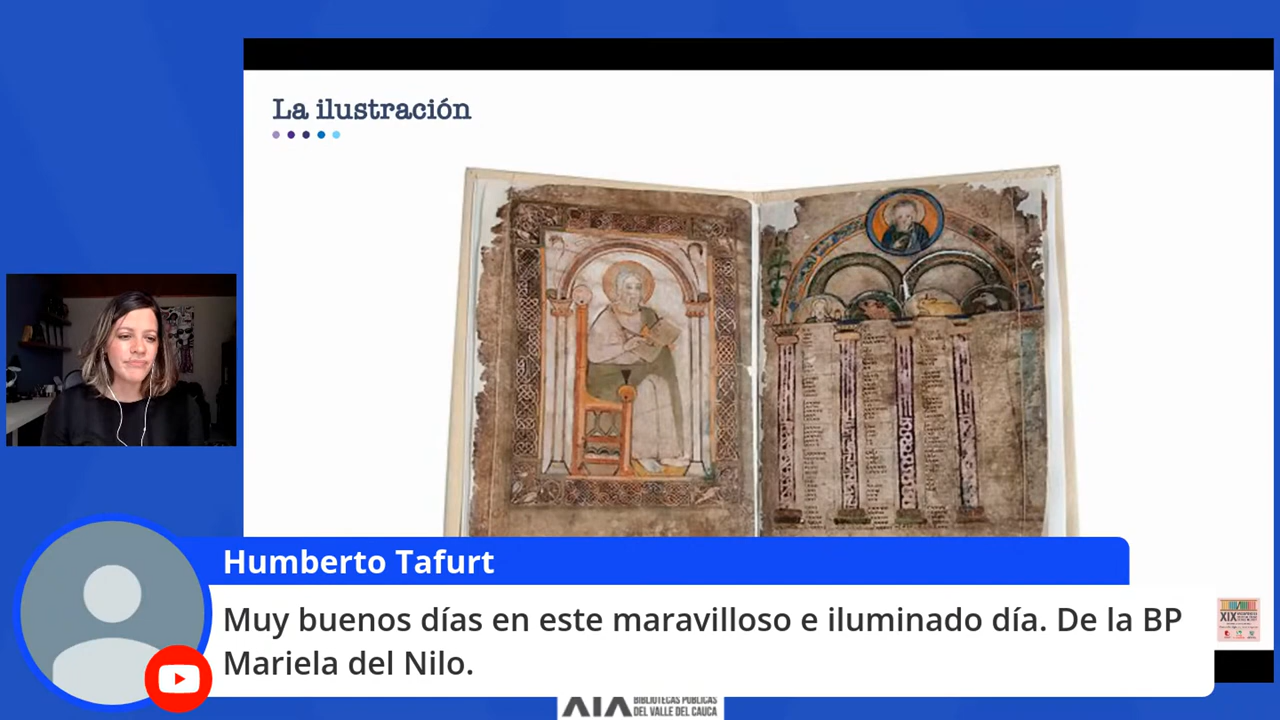 La ilustración
Humberto Tafurt
Muy buenos días en este maravilloso e iluminado día. De la BP
Mariela del Nilo.
XIX
BIBLIOTECAS PÚBLICAS
DEL VALLE DEL CAUCA